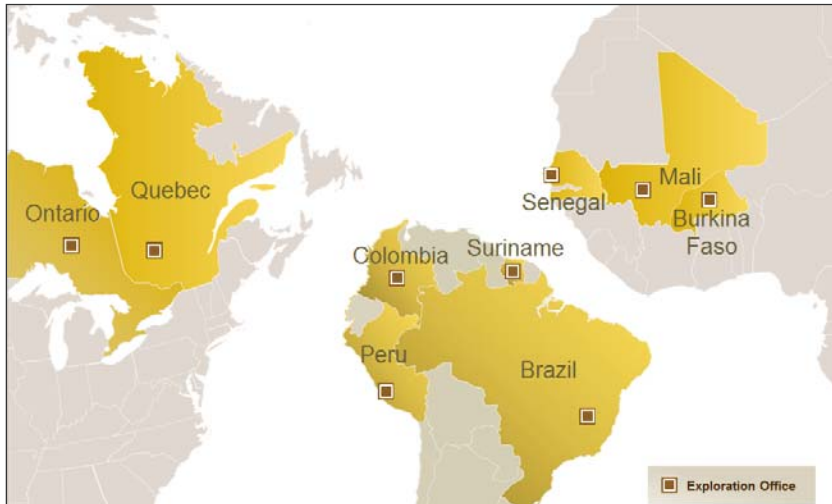 Quebec
Ontario
Colombia
Suriname
Peru
Brazil
Senegal
Mali
Burkina
Faso
Exploration Office